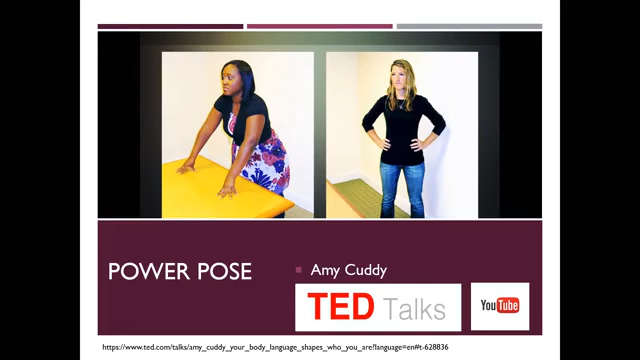 POWER POSE
Amy Cuddy
TED Talks
YouTube
https://www.ted.com/talks/amy_cuddy_your_body_language_shapes_who_you_are?language=en#t-628836